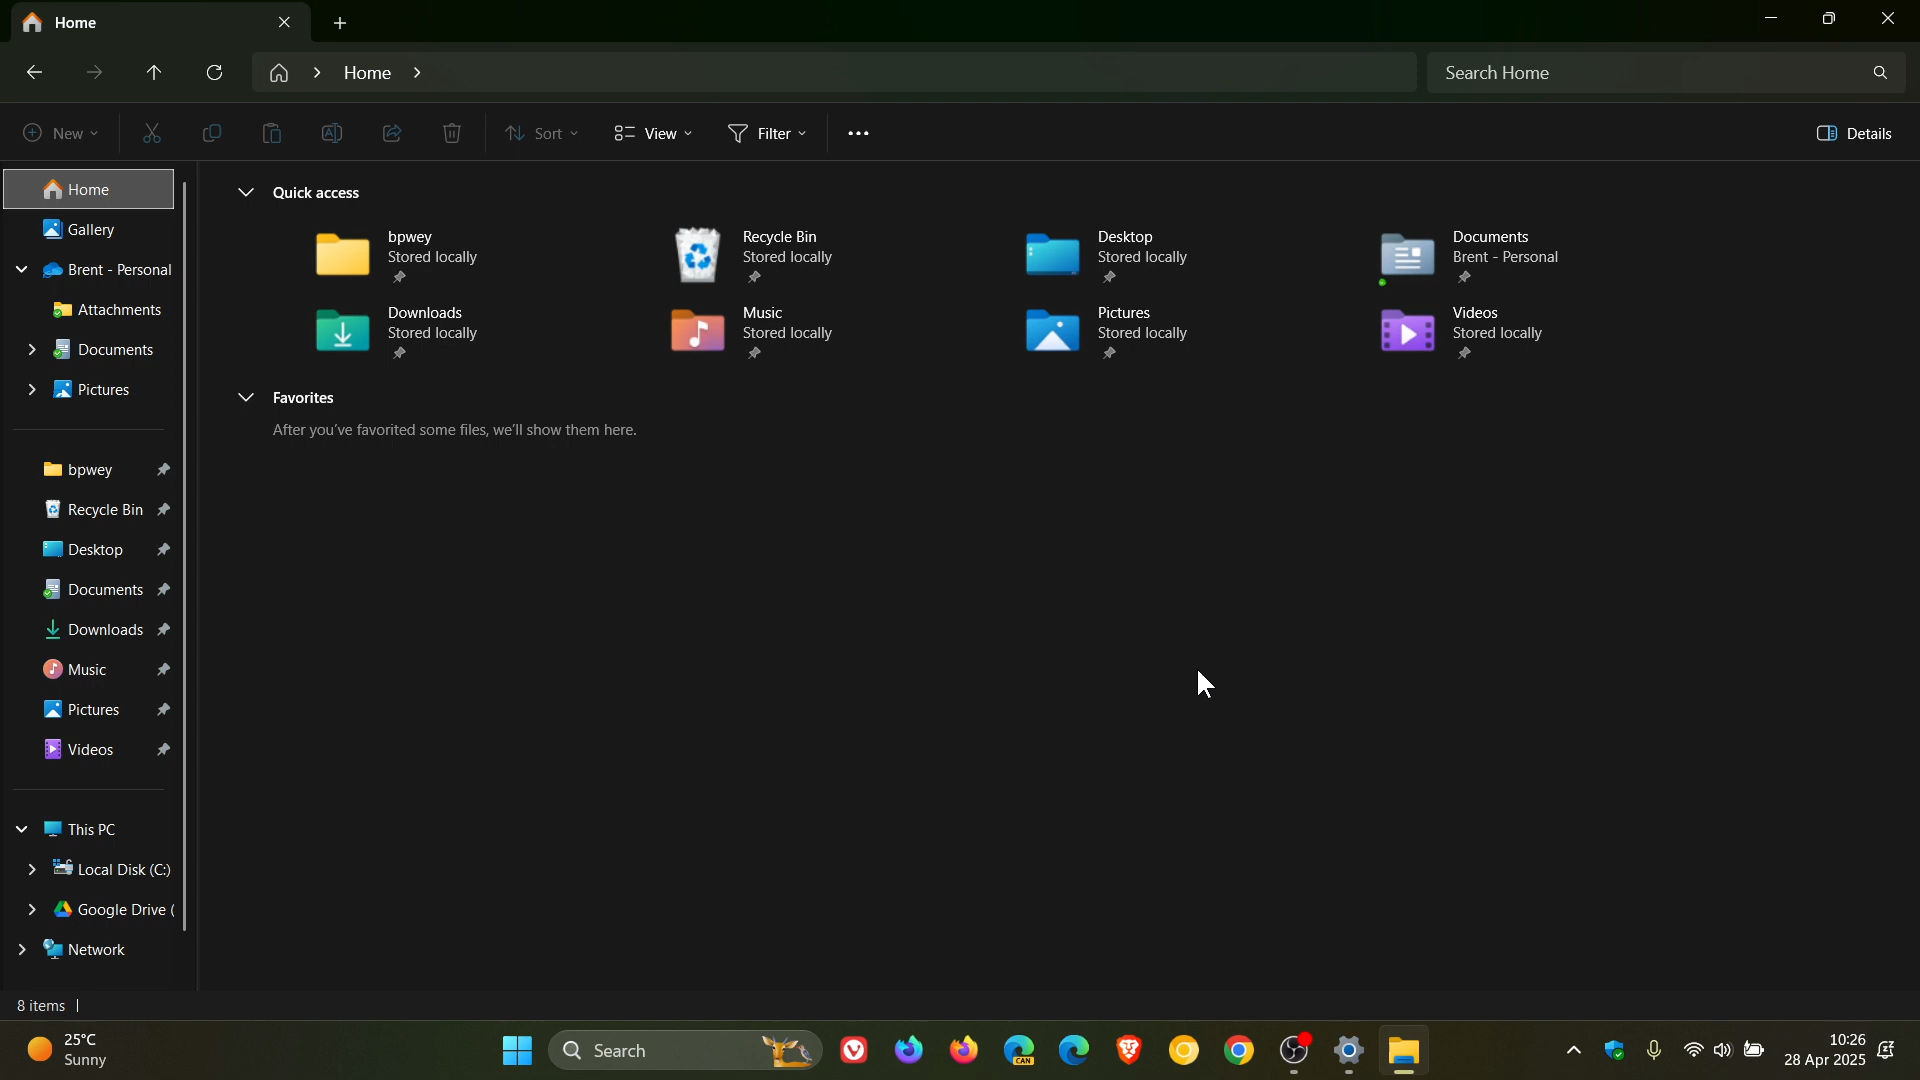 Home
Home
Search Home
New
Sort
View
Filter
Details
Home
Gallery
Brent - Personal
Attachments
Documents
Pictures
bpwey
Recycle Bin
Desktop
Documents
Downloads
Music
Pictures
Videos
This PC
Local Disk (C:)
Google Drive (
Network
Quick access
bpwey
Stored locally
Recycle Bin
Stored locally
Desktop
Stored locally
Documents
Brent - Personal
Downloads
Stored locally
Music
Stored locally
Pictures
Stored locally
Videos
Stored locally
Favorites
After you've favorited some files, we'll show them here.
8 items
25°C
Sunny
Search
CAN
10:26
28 Apr 2025